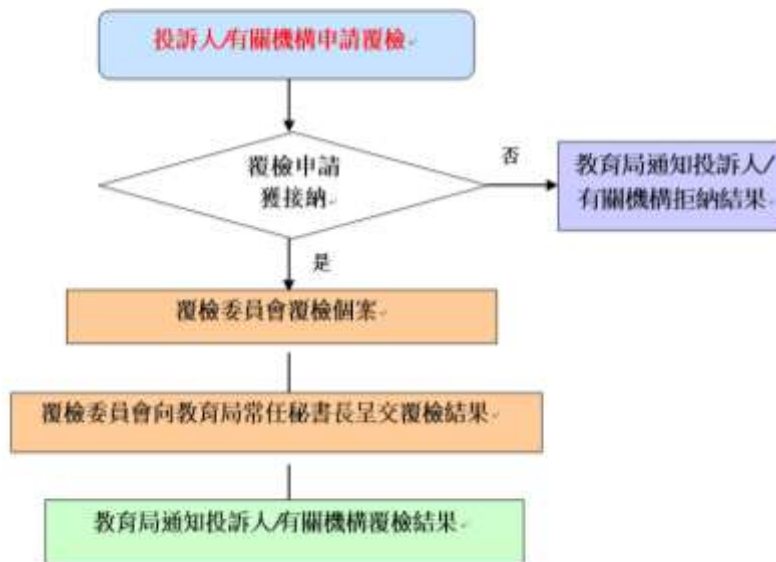 投訴人/有關機構申請覆檢
覆檢申請
獲接納
否
教育局通知投訴人/
有關機構拒納結果
是
覆檢委員會覆檢個案
覆檢委員會向教育局常任秘書長呈交覆檢結果
教育局通知投訴人/有關機構覆檢結果